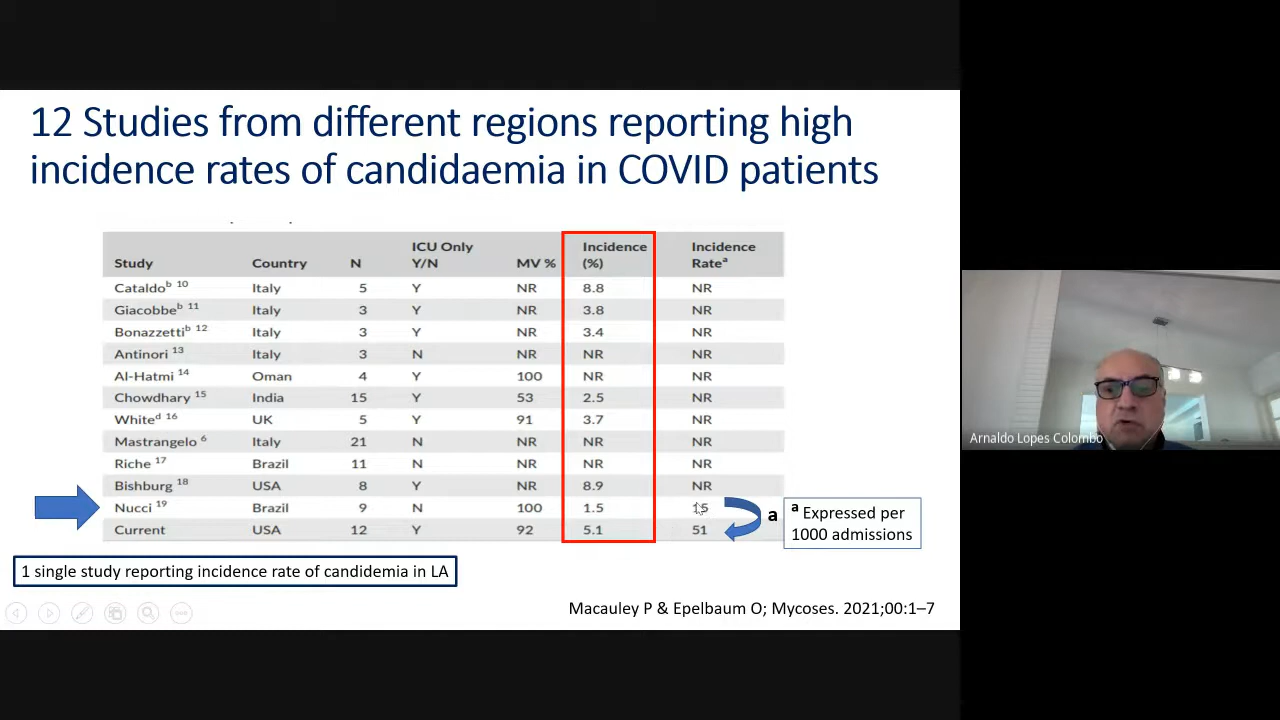 12 Studies from different regions reporting high
incidence rates of candidaemia in COVID patients
Study Country N ICU Only Y/N MV % Incidence (%) Incidence Rateᵃ
Cataldoᵇ ¹⁰ Italy 5 Y NR 8.8 NR
Giacobbeᵇ ¹¹ Italy 3 Y NR 3.8 NR
Bonazzettiᵇ ¹² Italy 3 Y NR 3.4 NR
Antinori ¹³ Italy 3 N NR NR NR
Al-Hatmi ¹⁴ Oman 4 Y 100 NR NR
Chowdhary ¹⁵ India 15 Y 53 2.5 NR
Whiteᵈ ¹⁶ UK 5 Y 91 3.7 NR
Mastrangelo ⁶ Italy 21 N NR NR NR
Riche ¹⁷ Brazil 11 N NR NR NR
Bishburg ¹⁸ USA 8 Y NR 8.9 NR
Nucci ¹⁹ Brazil 9 N 100 1.5 15
Current USA 12 Y 92 5.1 51
a
ᵃ Expressed per
1000 admissions
1 single study reporting incidence rate of candidemia in LA
Macauley P & Epelbaum O; Mycoses. 2021;00:1–7
Arnaldo Lopes Colombo